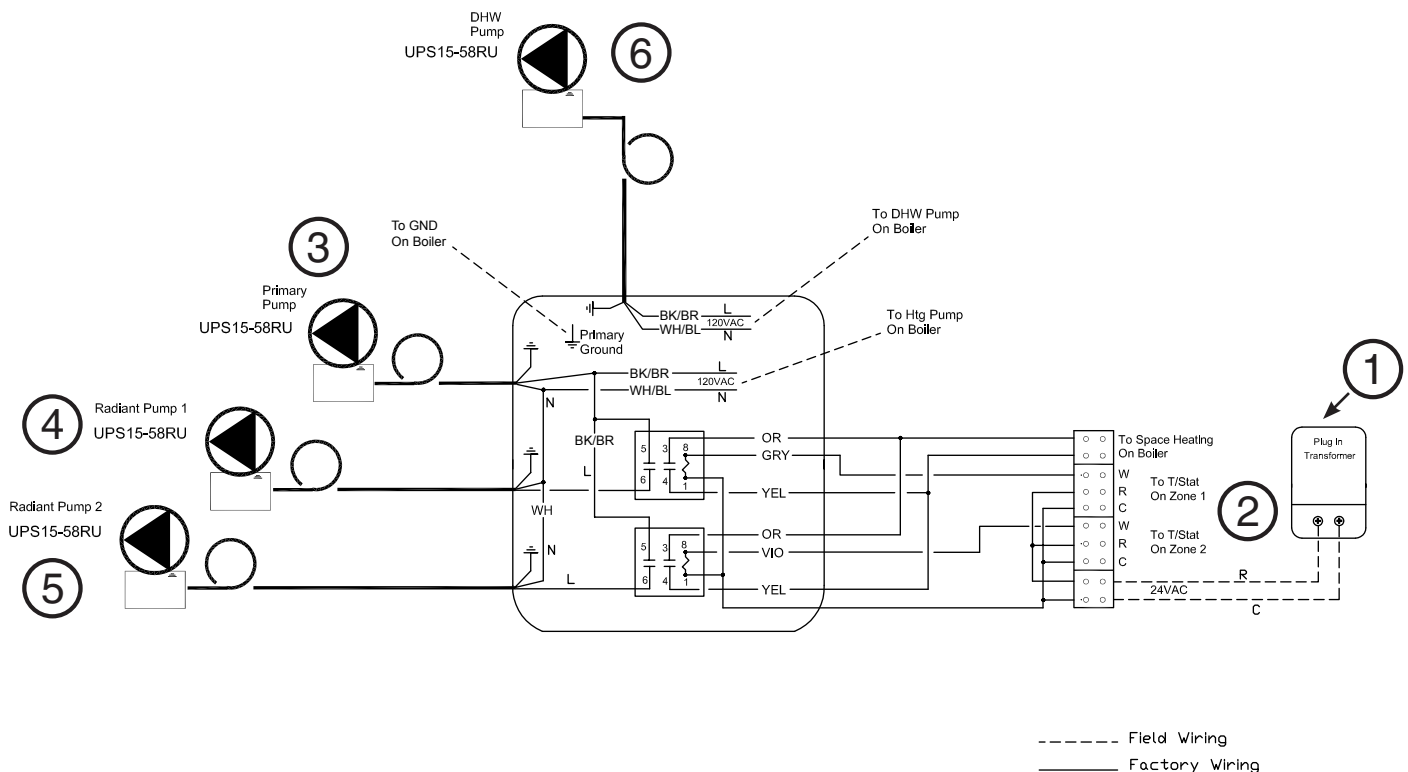 DHW
Pump
UPS15-58RU
6
3
To GND
On Boiler
To DHW Pump
On Boiler
Primary
Pump
UPS15-58RU
BK/BR L
120VAC
WH/BL N
Primary
Ground
To Htg Pump
On Boiler
1
BK/BR L
120VAC
WH/BL N
N
4
Radiant Pump 1
UPS15-58RU
BK/BR
L
5 3 8
6 4 1
OR
GRY
YEL
To Space Heating
On Boiler
W
R
C
To T/Stat
On Zone 1
2
Plug In
Transformer
WH
Radiant Pump 2
UPS15-58RU
5
N
L
5 3 8
6 4 1
OR
VIO
YEL
W
R
C
To T/Stat
On Zone 2
24VAC
R
C
Field Wiring
Factory Wiring